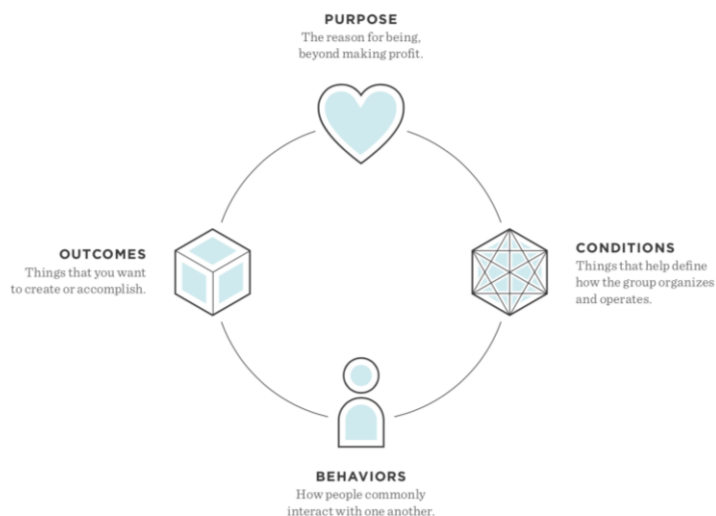 PURPOSE
The reason for being,
beyond making profit.
OUTCOMES
Things that you want
to create or accomplish.
CONDITIONS
Things that help define
how the group organizes
and operates.
BEHAVIORS
How people commonly
interact with one another.